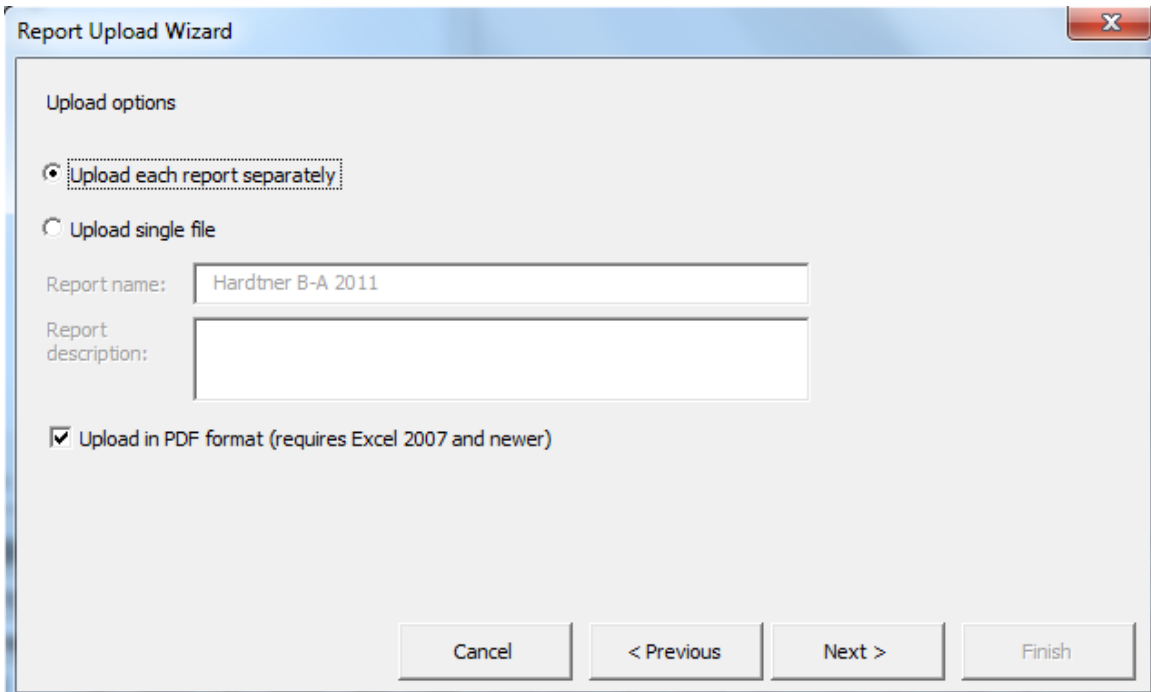 Report Upload Wizard
Upload options
Upload each report separately
Upload single file
Report name: Hardtner B-A 2011
Report
description:
Upload in PDF format (requires Excel 2007 and newer)
Cancel < Previous Next > Finish